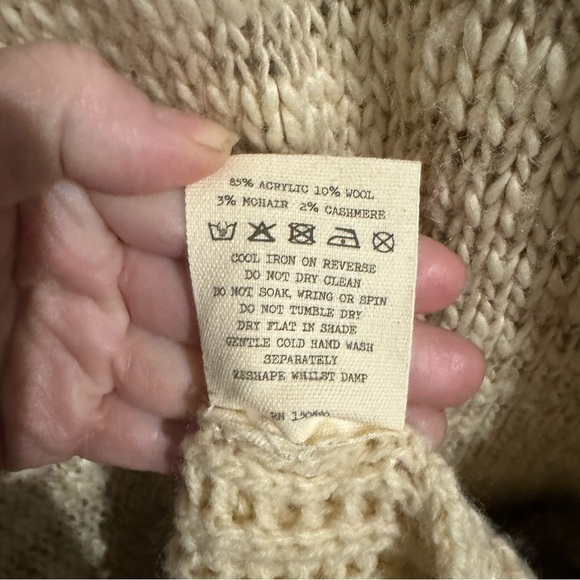 85% ACRYLIC 10% WOOL
3% MOHAIR 2% CASHMERE
COOL IRON ON REVERSE
DO NOT DRY CLEAN
DO NOT SOAK, WRING OR SPIN
DO NOT TUMBLE DRY
DRY FLAT IN SHADE
GENTLE COLD HAND WASH
SEPARATELY
RESHAPE WHILST DAMP
RN